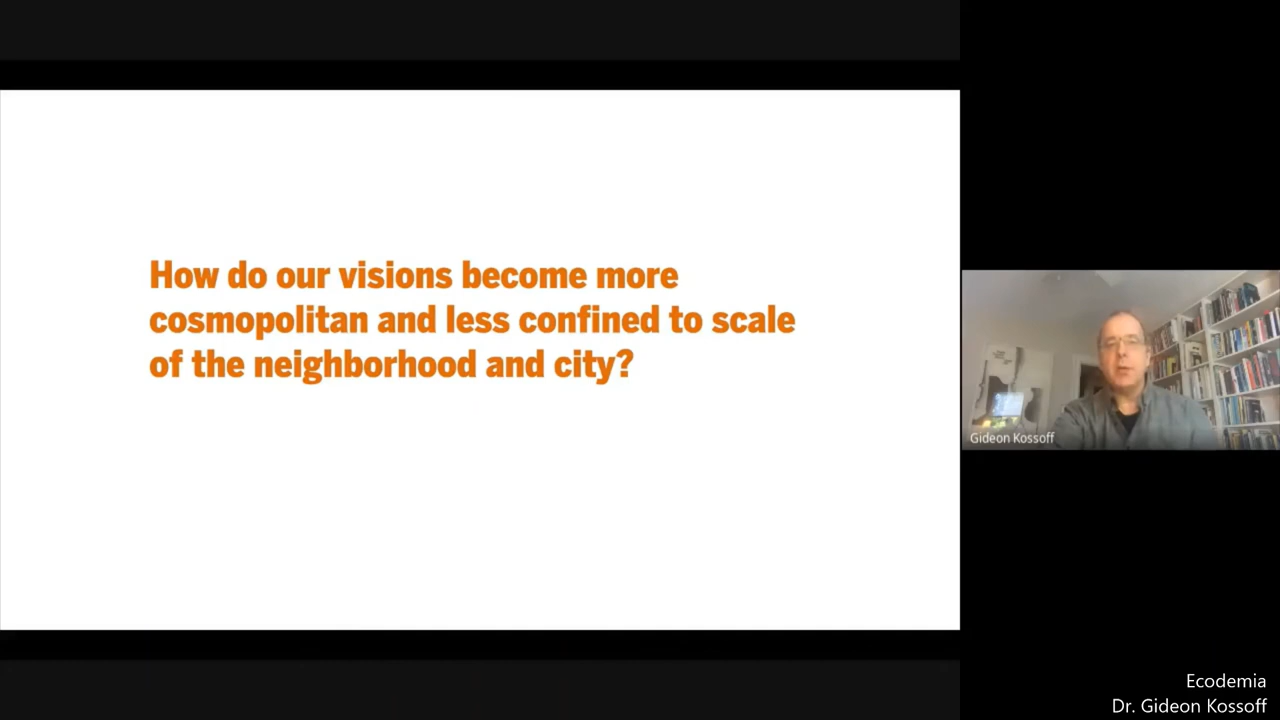 How do our visions become more
cosmopolitan and less confined to scale
of the neighborhood and city?
Gideon Kossoff
Ecodemia
Dr. Gideon Kossoff